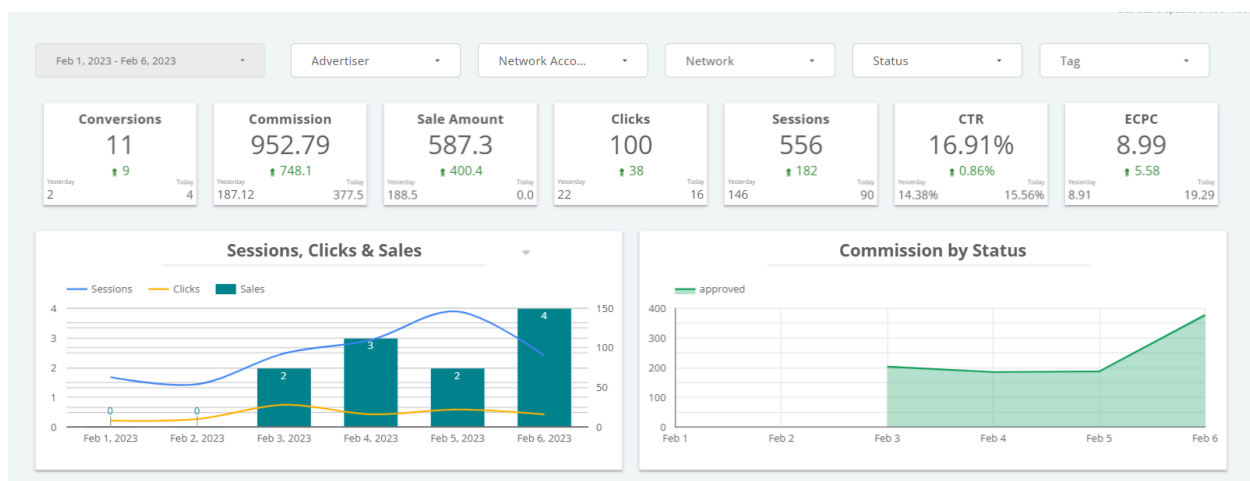 Feb 1, 2023 - Feb 6, 2023
Advertiser
Network Acco...
Network
Status
Tag
Conversions
11
9
Yesterday Today
2 4
Commission
952.79
748.1
Yesterday Today
187.12 377.5
Sale Amount
587.3
400.4
Yesterday Today
188.5 0.0
Clicks
100
38
Yesterday Today
22 16
Sessions
556
182
Yesterday Today
146 90
CTR
16.91%
0.86%
Yesterday Today
14.38% 15.56%
ECPC
8.99
5.58
Yesterday Today
8.91 19.29
Sessions, Clicks & Sales
Sessions Clicks Sales
4 150
3 100
2 50
1
0 0
0 0 2 3 2 4
Feb 1, 2023 Feb 2, 2023 Feb 3, 2023 Feb 4, 2023 Feb 5, 2023 Feb 6, 2023
Commission by Status
approved
400
300
200
100
0
Feb 1 Feb 2 Feb 3 Feb 4 Feb 5 Feb 6